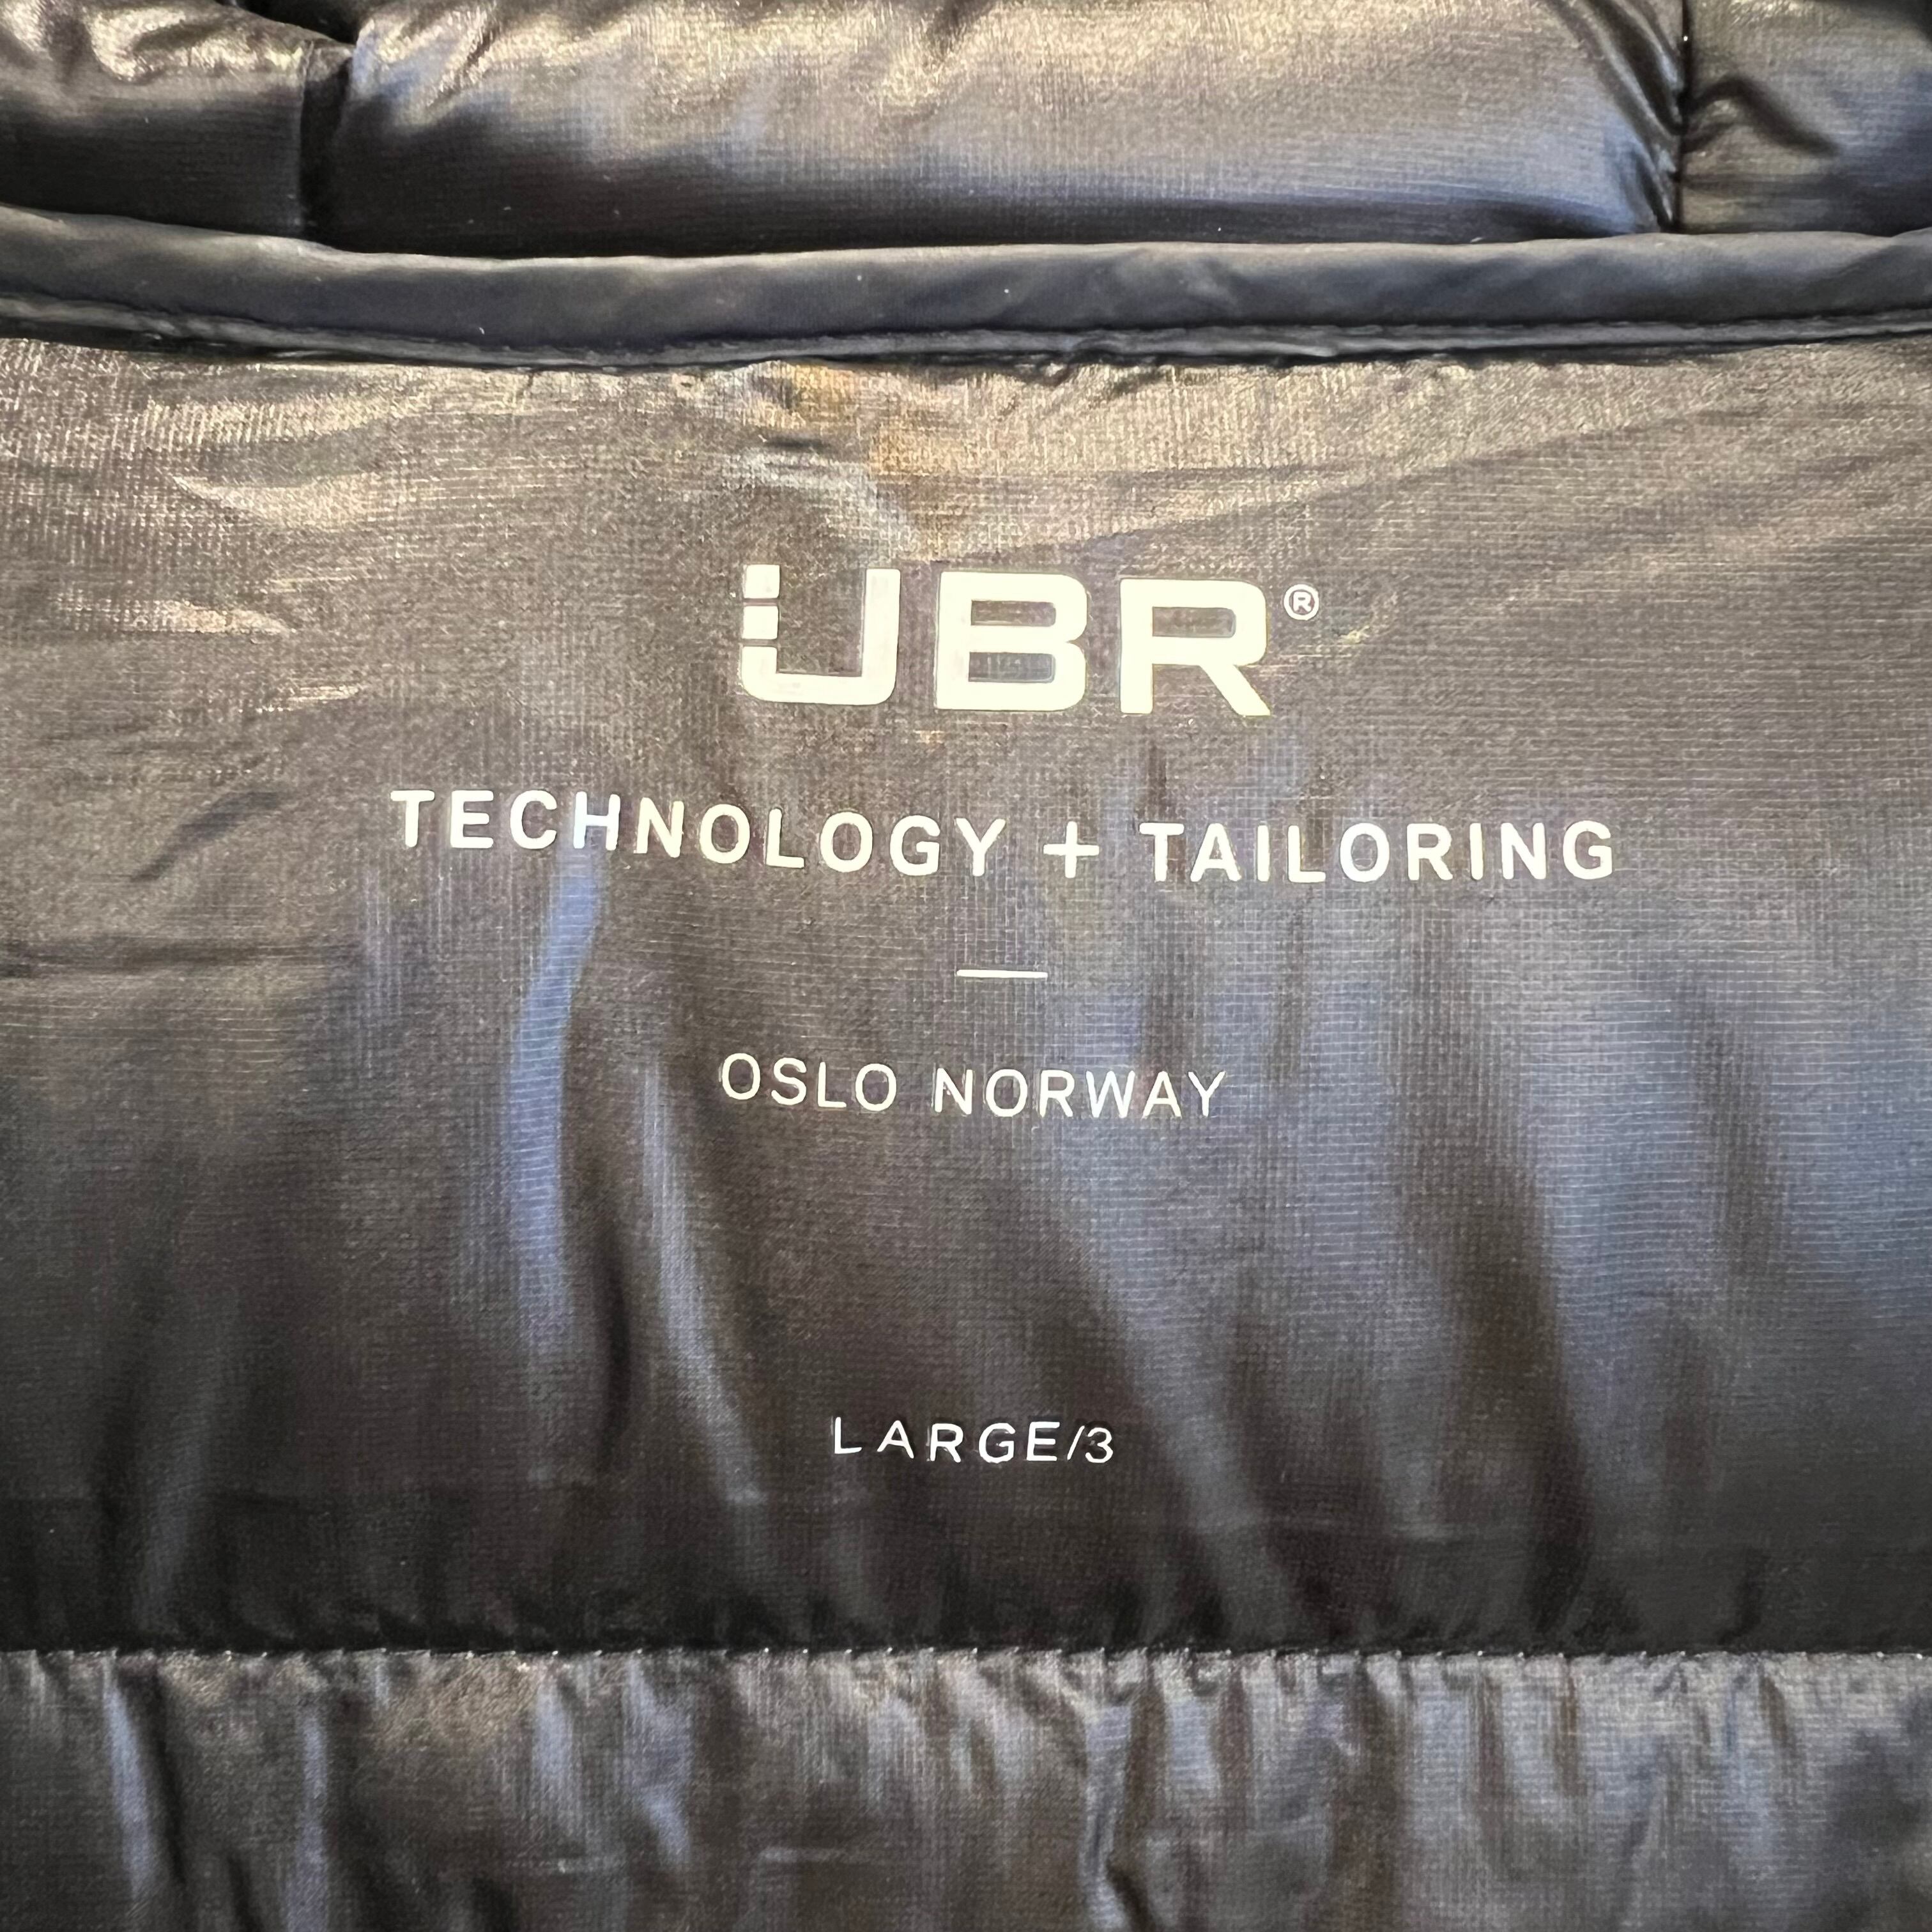 UBR®
TECHNOLOGY + TAILORING
OSLO NORWAY
LARGE/3